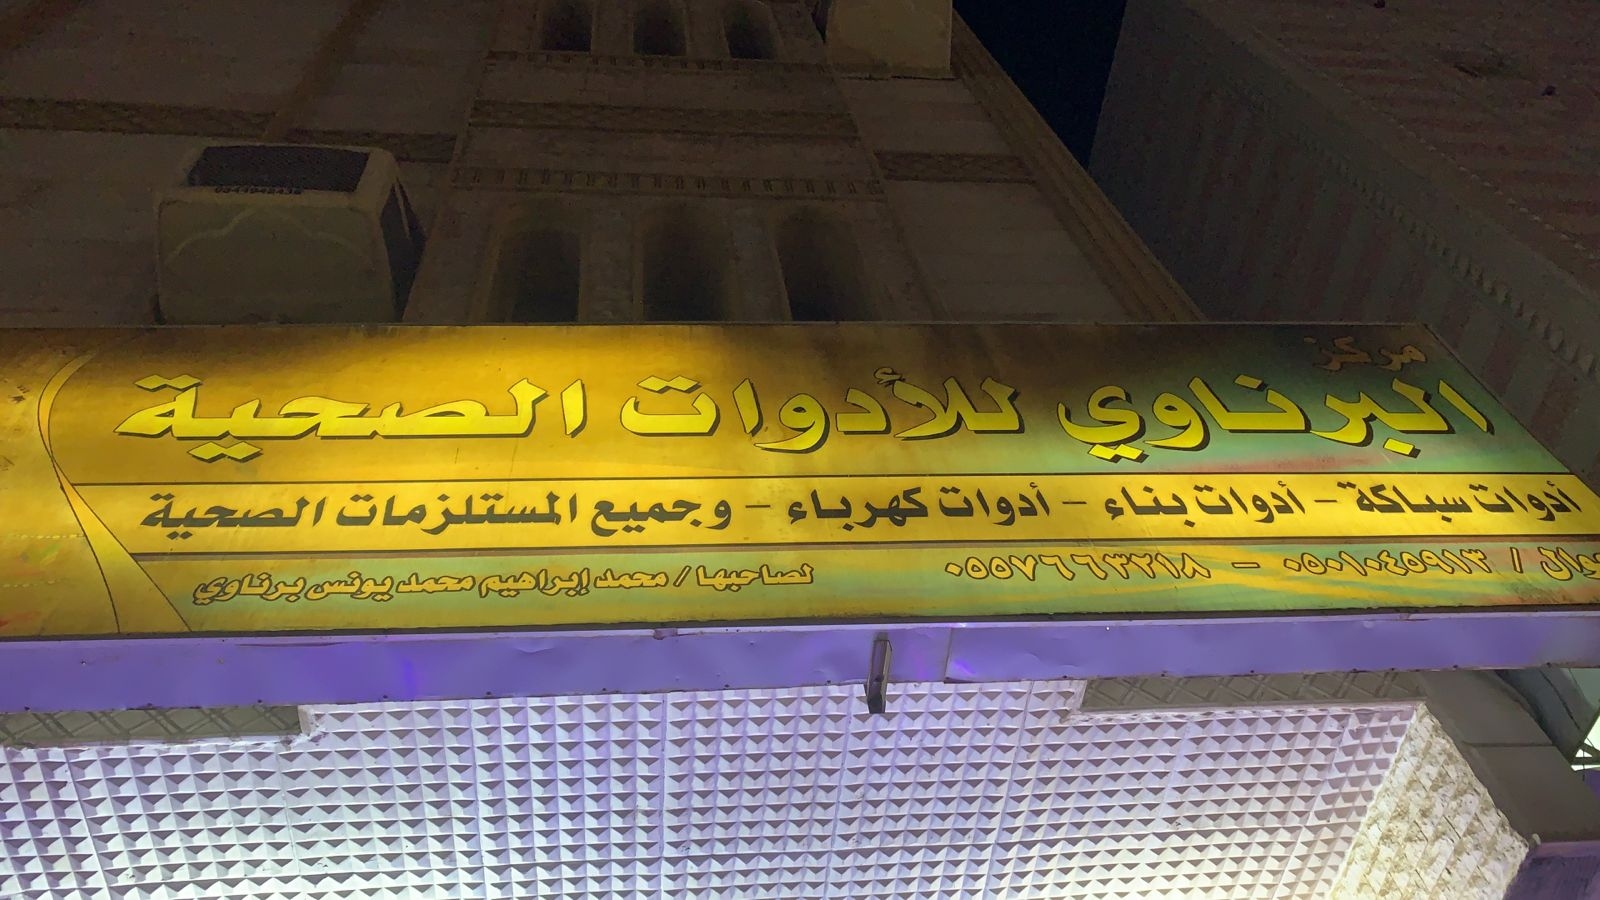 مركز
البرناوي للأدوات الصحية
أدوات سباكة - أدوات بناء - أدوات كهرباء - وجميع المستلزمات الصحية
جوال / ٠٥٠١٠٤٥٩١٣ - ٠٥٥٧٦٦٣٢١٨
لصاحبها / محمد إبراهيم محمد يونس برناوي